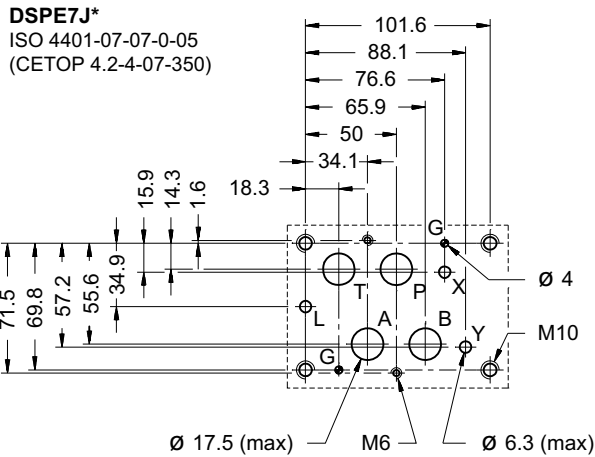 DSPE7J*
ISO 4401-07-07-0-05
(CETOP 4.2-4-07-350)
101.6
88.1
76.6
65.9
50
34.1
18.3
15.9
14.3
1.6
G
T
P
X
Ø 4
71.5
69.8
57.2
55.6
34.9
L
A
B
Y
M10
G
Ø 17.5 (max)
M6
Ø 6.3 (max)